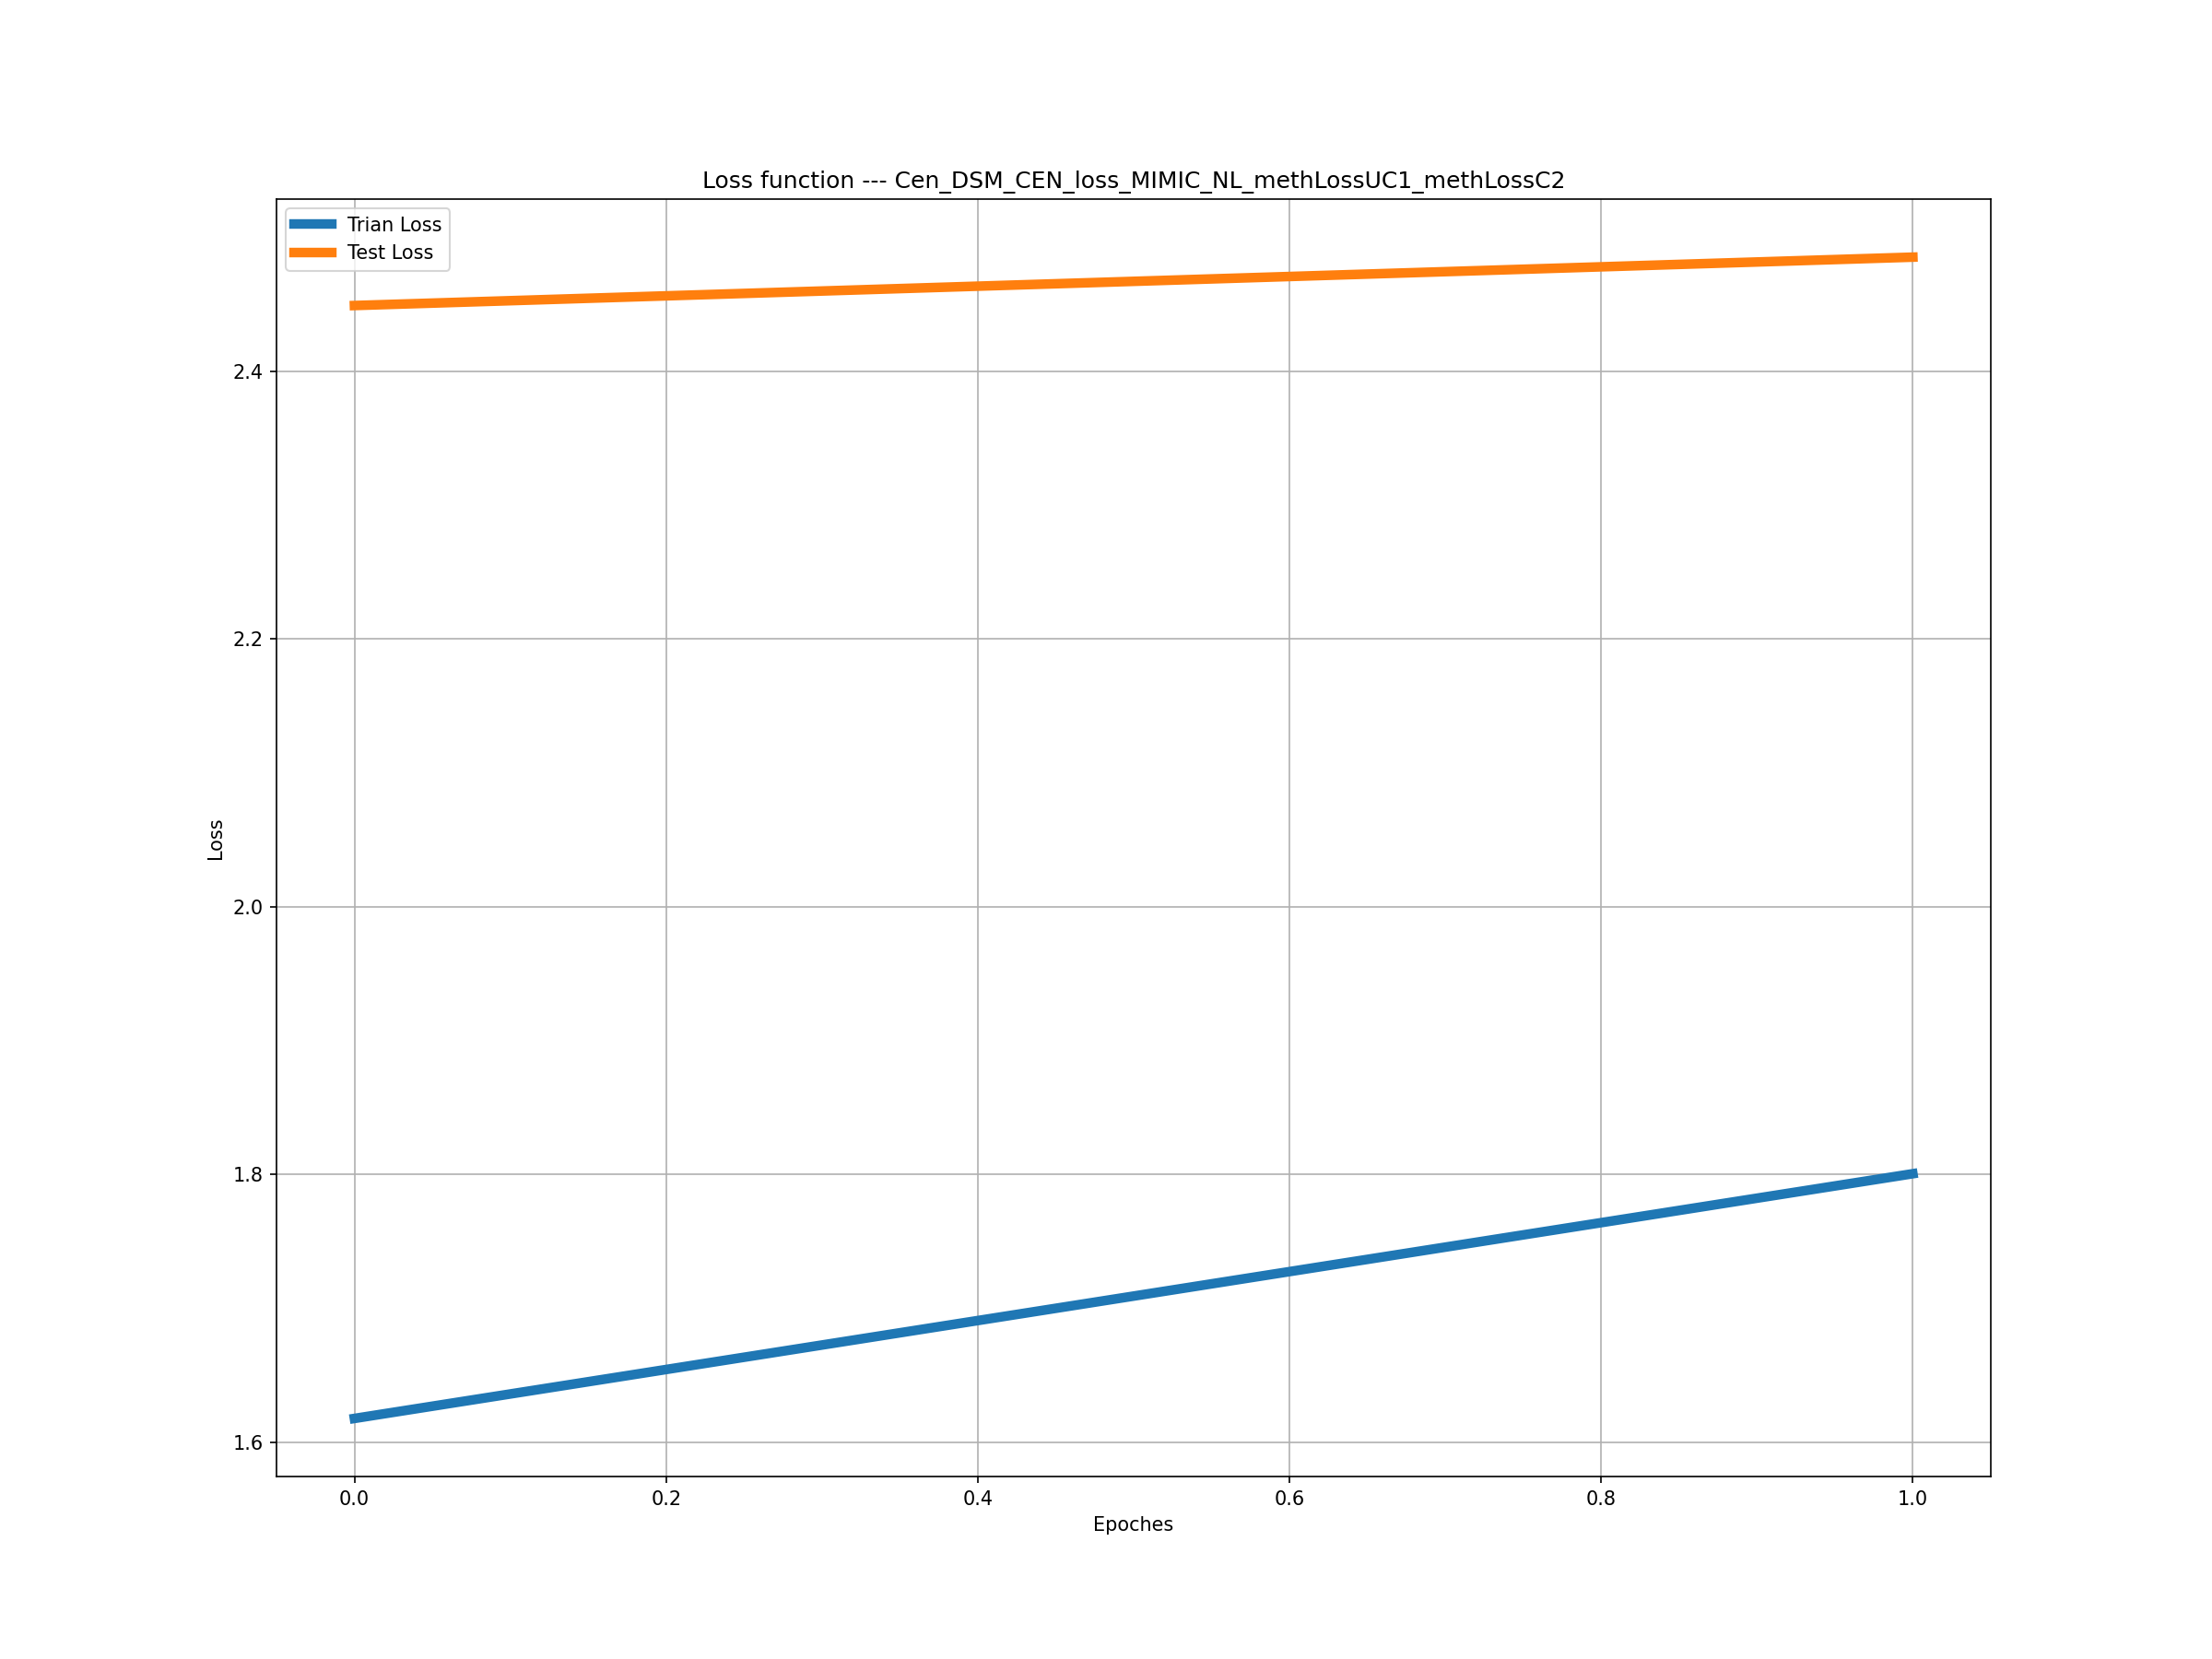 Loss function --- Cen_DSM_CEN_loss_MIMIC_NL_methLossUC1_methLossC2
Trian Loss
Test Loss
2.4
2.2
2.0
1.8
1.6
Loss
0.0 0.2 0.4 0.6 0.8 1.0
Epoches